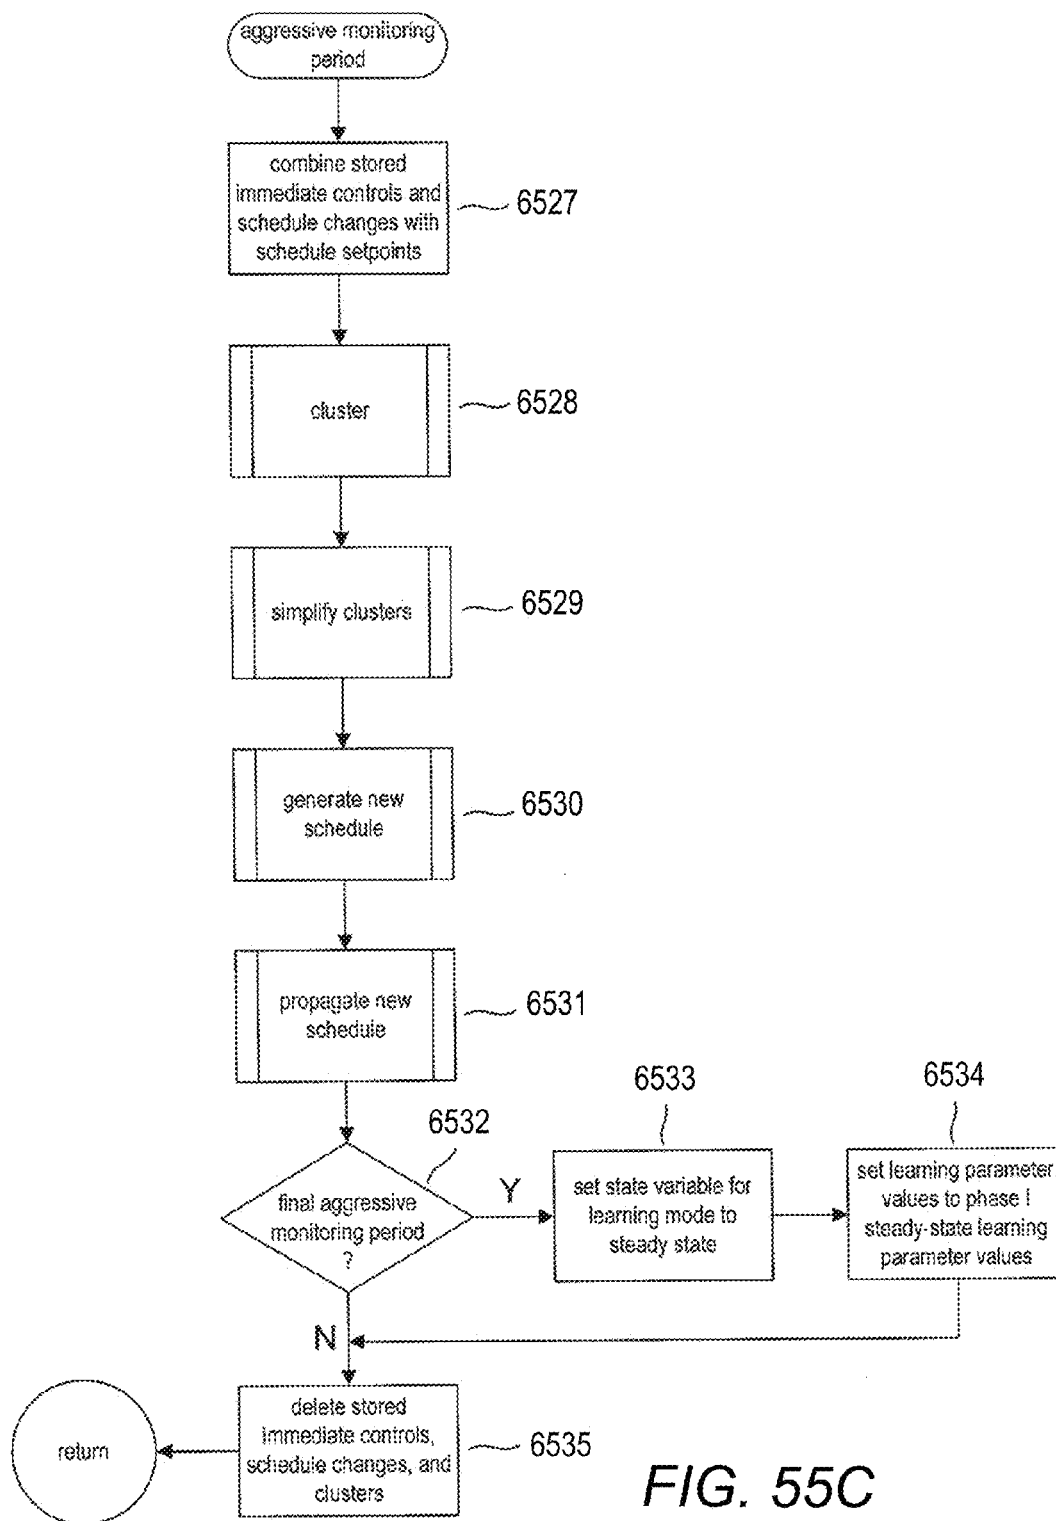 aggressive monitoring
period
combine stored
immediate controls and
schedule changes with
schedule setpoints
6527
cluster
6528
simplify clusters
6529
generate new
schedule
6530
propagate new
schedule
6531
6532
final aggressive
monitoring period
?
Y
N
6533
set state variable for
learning mode to
steady state
6534
set learning parameter
values to phase I
steady-state learning
parameter values
delete stored
immediate controls,
schedule changes, and
clusters
6535
return
FIG. 55C